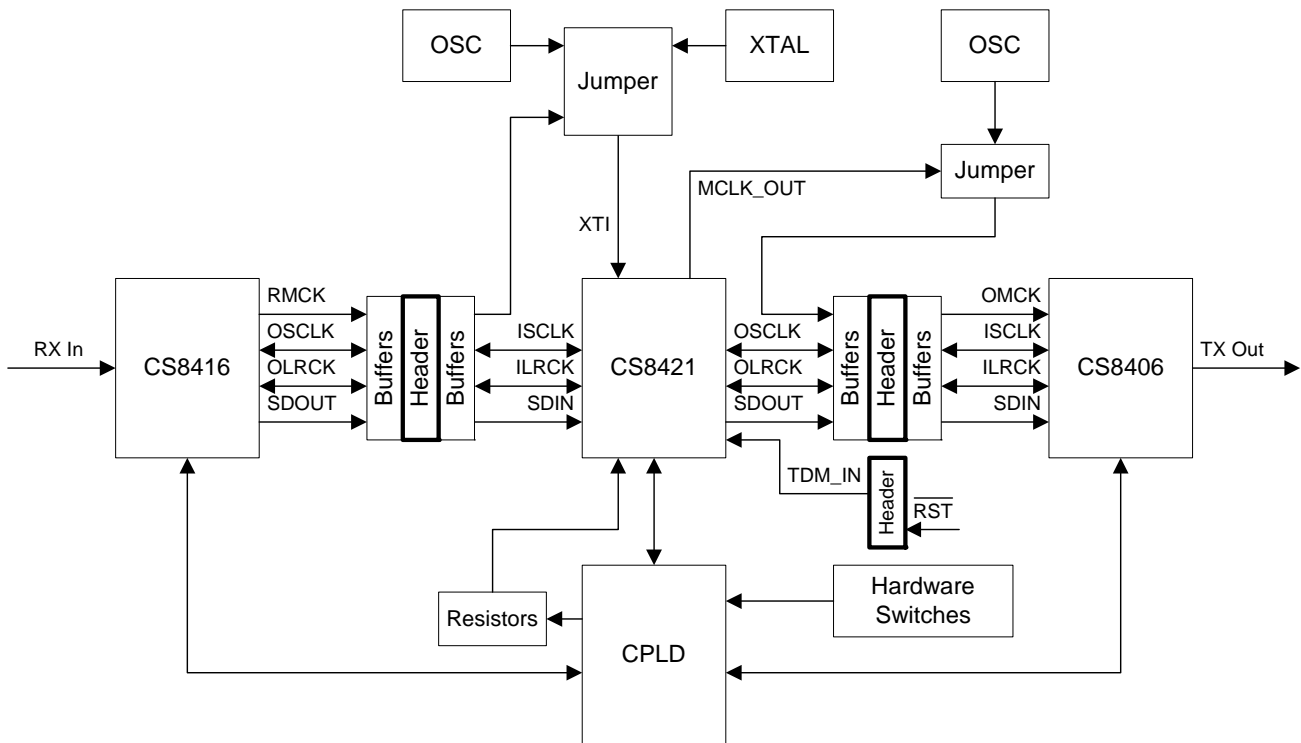 OSC
XTAL
OSC
Jumper
Jumper
MCLK_OUT
XTI
RX In
CS8416
RMCK
OSCLK
OLRCK
SDOUT
Buffers
Header
Buffers
ISCLK
ILRCK
SDIN
CS8421
OSCLK
OLRCK
SDOUT
Buffers
Header
Buffers
OMCK
ISCLK
ILRCK
SDIN
CS8406
TX Out
TDM_IN
Header
RST
Resistors
CPLD
Hardware
Switches